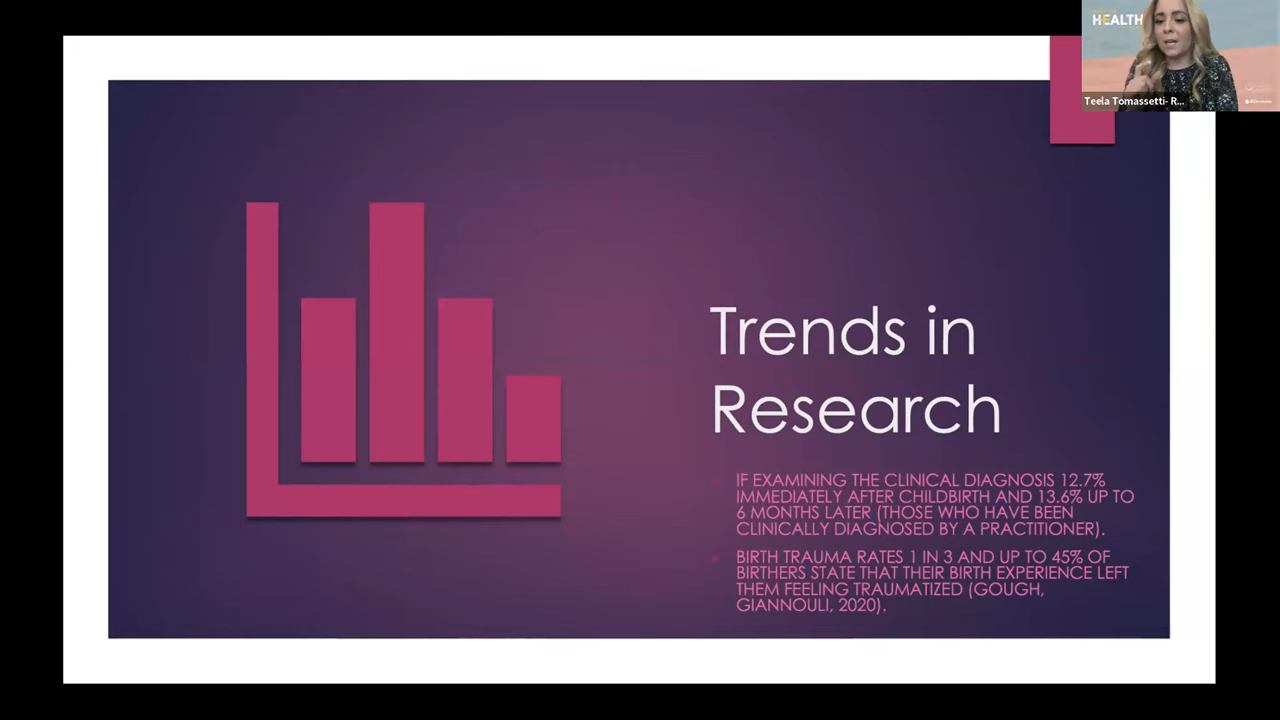 HEALTH
Teela Tomassetti- R...
Trends in
Research
IF EXAMINING THE CLINICAL DIAGNOSIS 12.7%
IMMEDIATELY AFTER CHILDBIRTH AND 13.6% UP TO
6 MONTHS LATER (THOSE WHO HAVE BEEN
CLINICALLY DIAGNOSED BY A PRACTITIONER).
BIRTH TRAUMA RATES 1 IN 3 AND UP TO 45% OF
BIRTHERS STATE THAT THEIR BIRTH EXPERIENCE LEFT
THEM FEELING TRAUMATIZED (GOUGH,
GIANNOULI, 2020).